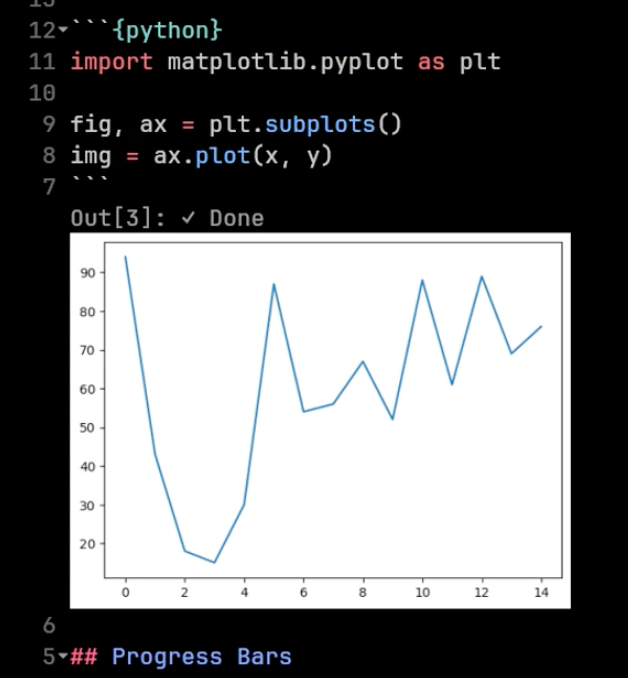 13
12 ```{python}
11 import matplotlib.pyplot as plt
10
9 fig, ax = plt.subplots()
8 img = ax.plot(x, y)
7 ```
Out[3]: ✓ Done
90
80
70
60
50
40
30
20
0 2 4 6 8 10 12 14
6
5 ## Progress Bars